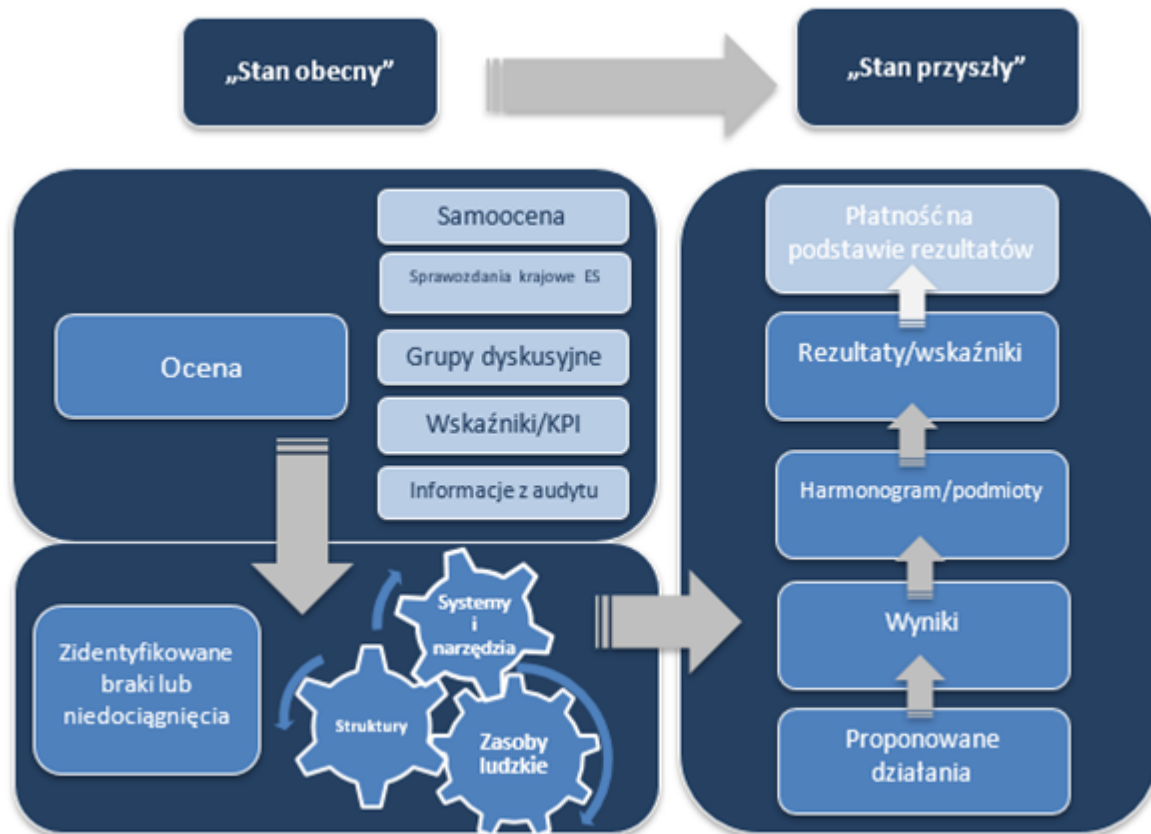 „Stan obecny”
„Stan przyszły”
Samoocena
Sprawozdania krajowe ES
Ocena
Grupy dyskusyjne
Wskaźniki/KPI
Informacje z audytu
Zidentyfikowane
braki lub
niedociągnięcia
Systemy
i
narzędzia
Struktury
Zasoby
ludzkie
Płatność na
podstawie rezultatów
Rezultaty/wskaźniki
Harmonogram/podmioty
Wyniki
Proponowane
działania